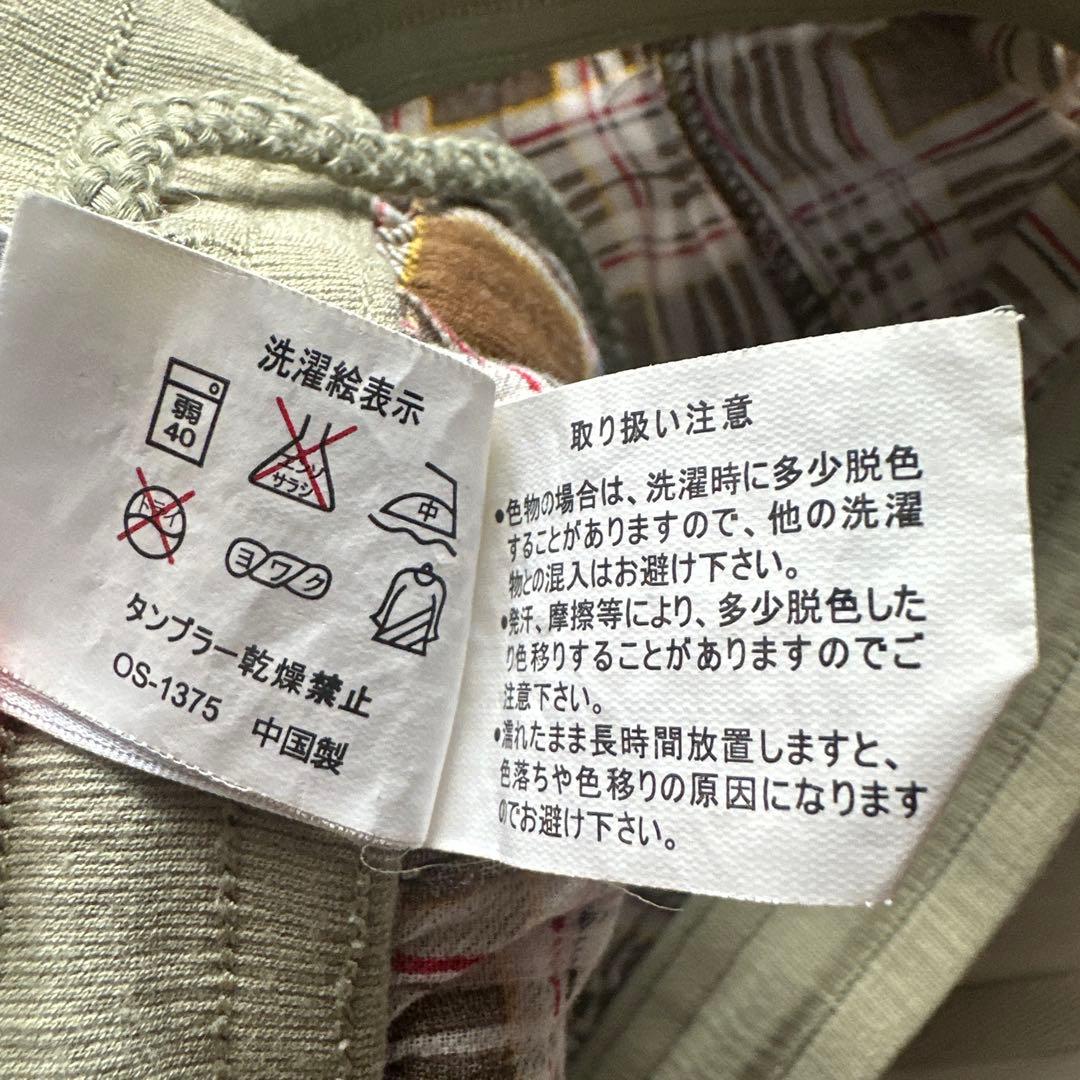 洗濯絵表示
弱
40
エンソ
サラシ
中
ドライ
ヨワク
タンブラー乾燥禁止
OS-1375 中国製
取り扱い注意
•色物の場合は、洗濯時に多少脱色
することがありますので、他の洗濯
物との混入はお避け下さい。
•発汗、摩擦等により、多少脱色した
り色移りすることがありますのでご
注意下さい。
•濡れたまま長時間放置しますと、
色落ちや色移りの原因になります
のでお避け下さい。